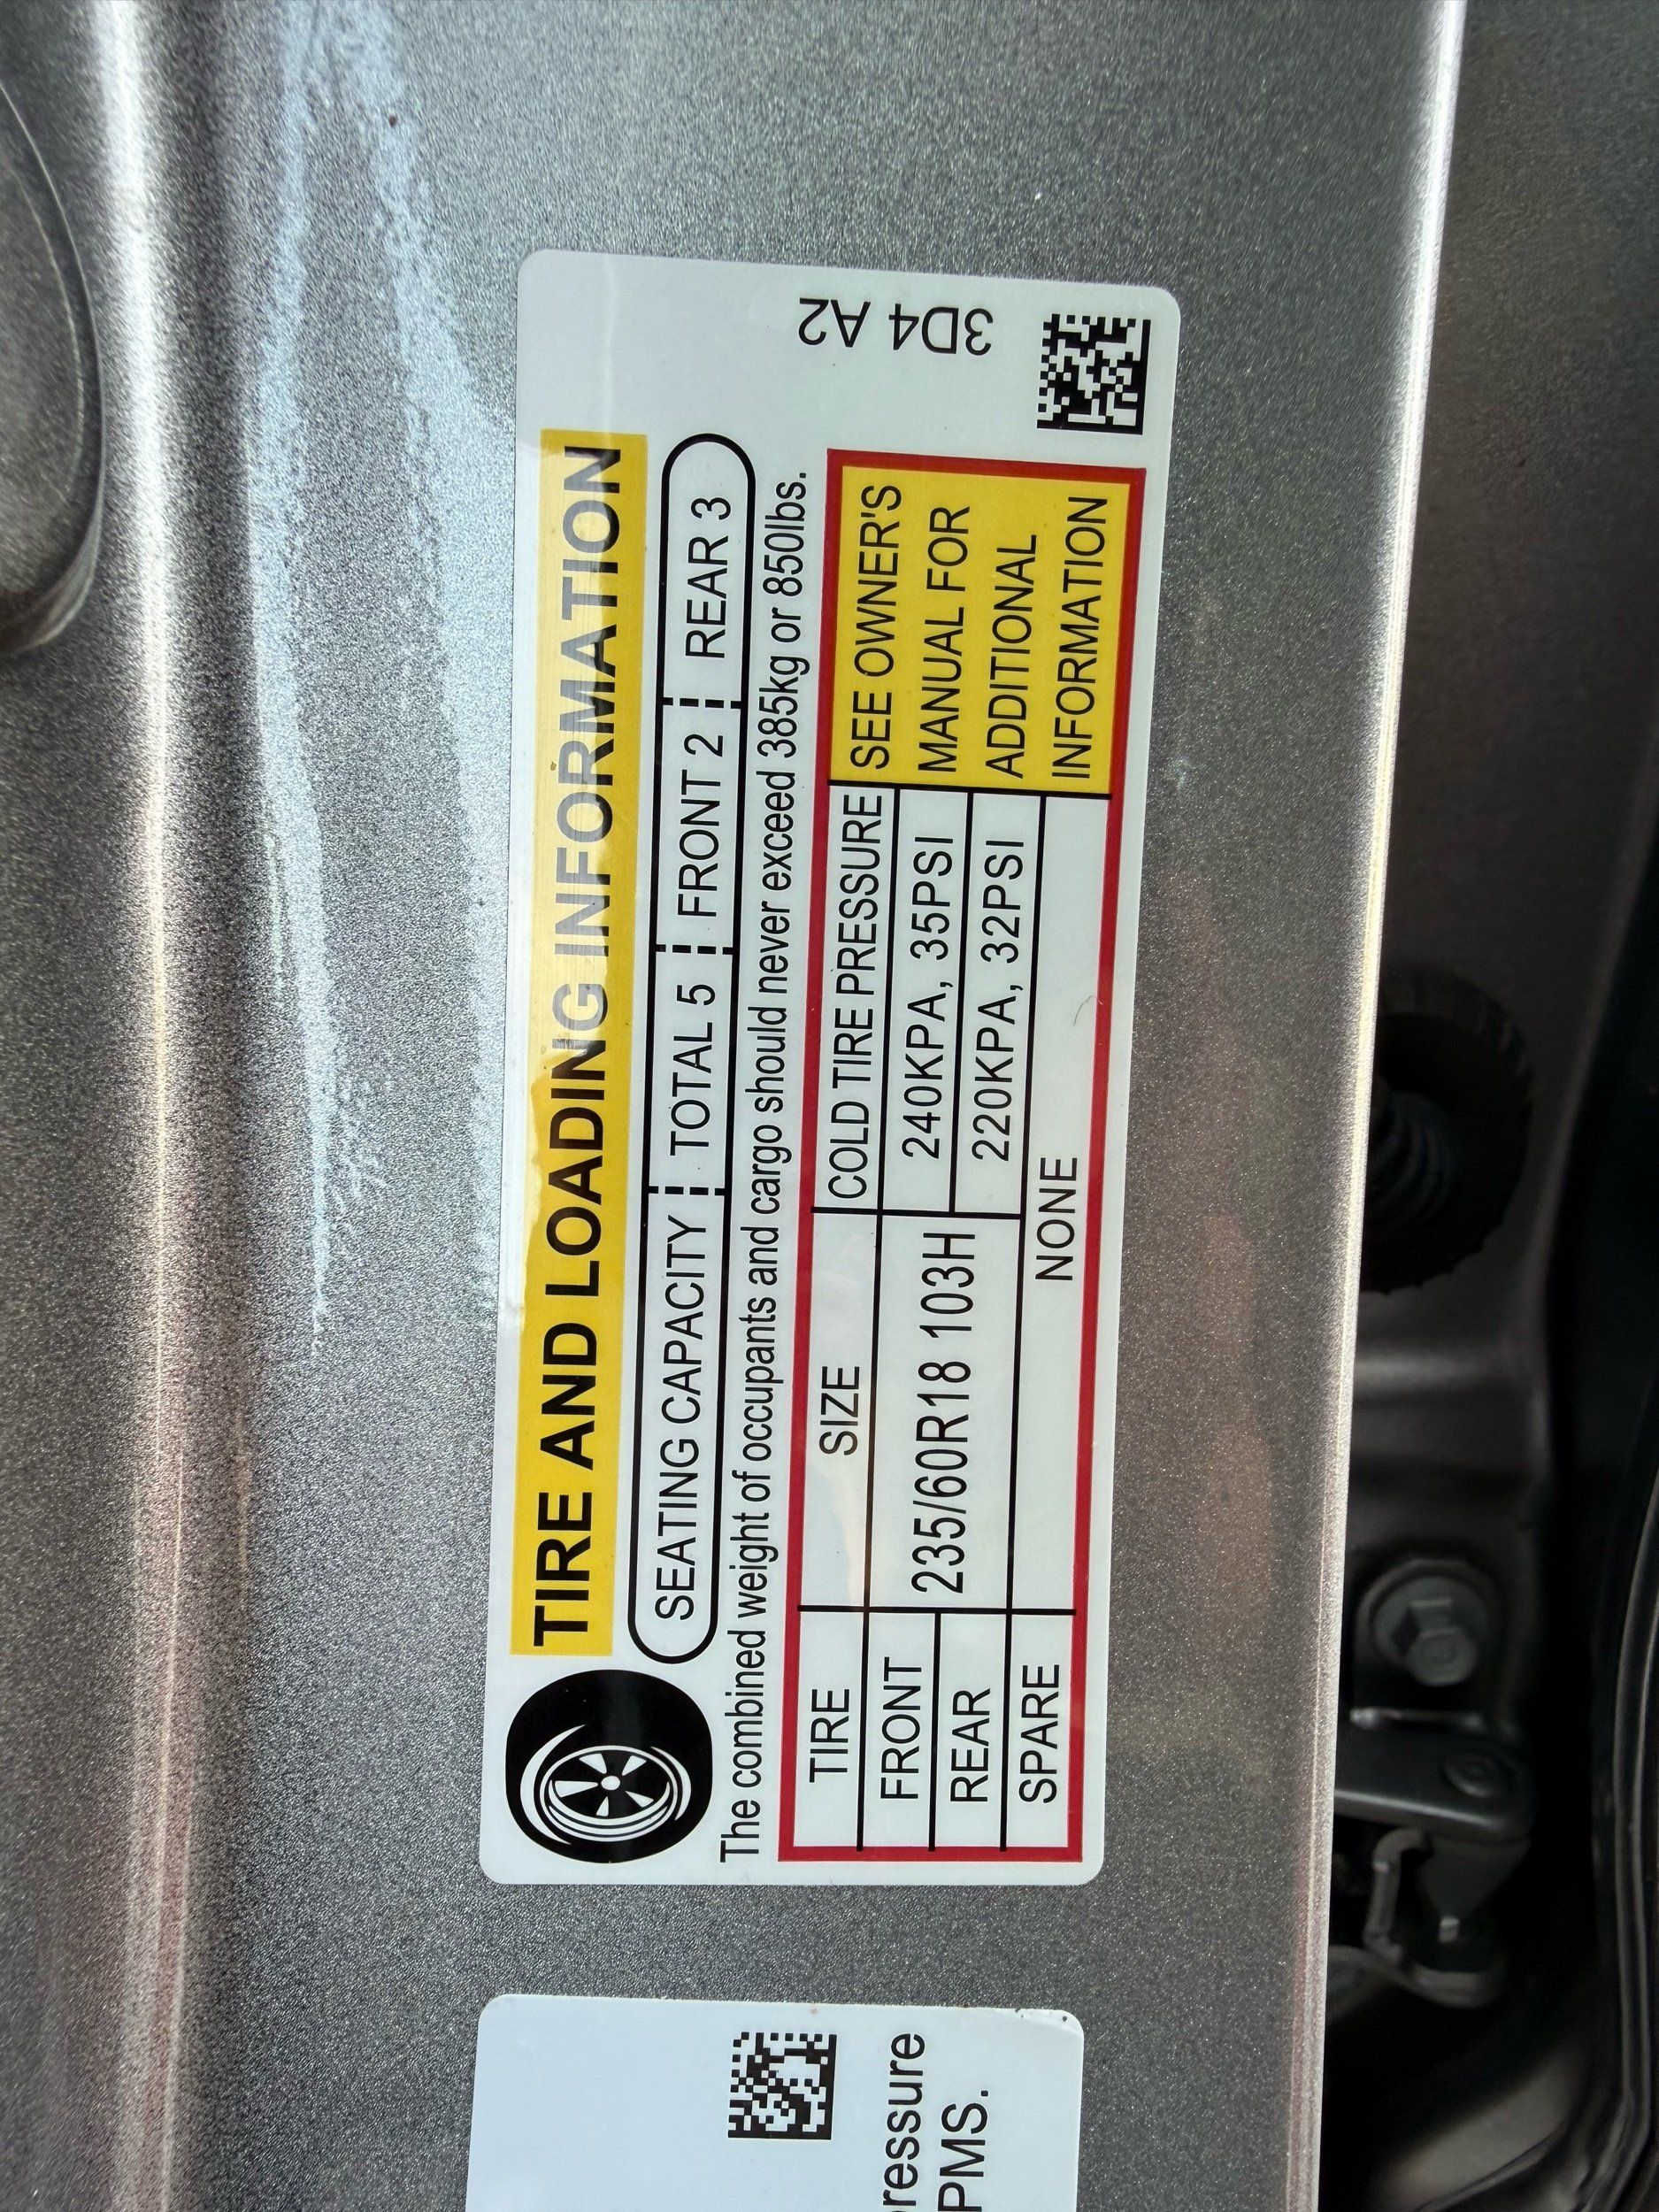 TIRE AND LOADING INFORMATION
SEATING CAPACITY TOTAL 5 FRONT 2 REAR 3
The combined weight of occupants and cargo should never exceed 385kg or 850lbs.
TIRE SIZE COLD TIRE PRESSURE
FRONT 235/60R18 103H 240KPA, 35PSI
REAR 220KPA, 32PSI
SPARE NONE
SEE OWNER'S
MANUAL FOR
ADDITIONAL
INFORMATION
3D4 A2
ressure
PMS.